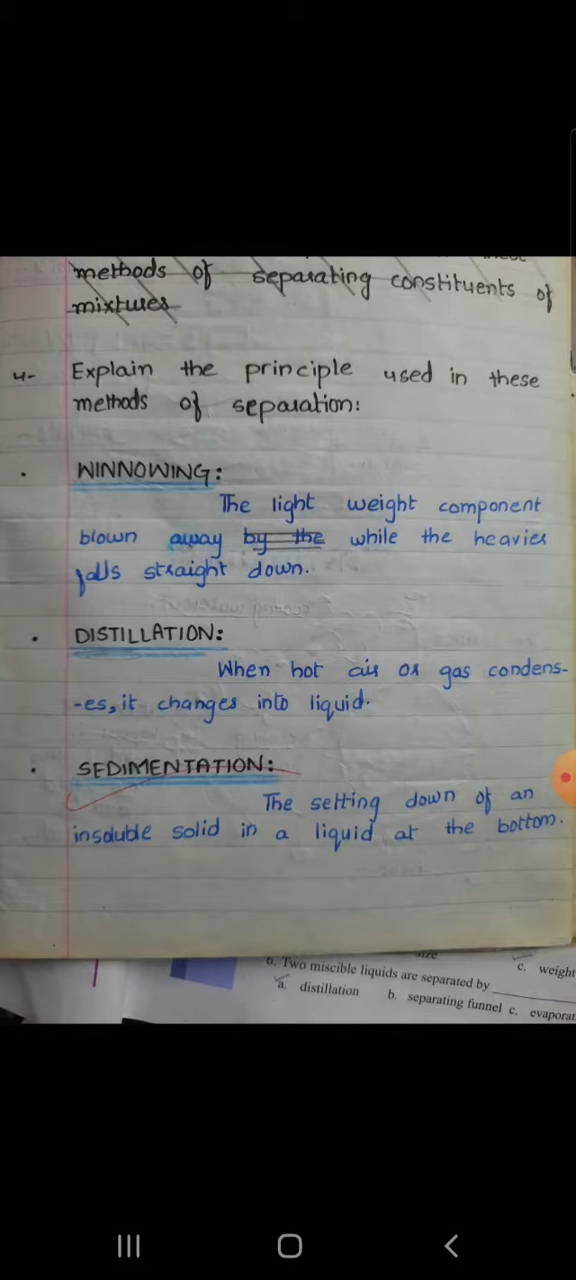 methods of separating constituents of
mixtures
4- Explain the principle used in these
methods of separation:
. WINNOWING:
The light weight component
blown away by the while the heavier
falls straight down.
. DISTILLATION:
When hot air or gas condens-
-es, it changes into liquid.
. SEDIMENTATION:
The setting down of an
insoluble solid in a liquid at the bottom.
size
c. weight
6. Two miscible liquids are separated by
a. distillation b. separating funnel c. evaporat